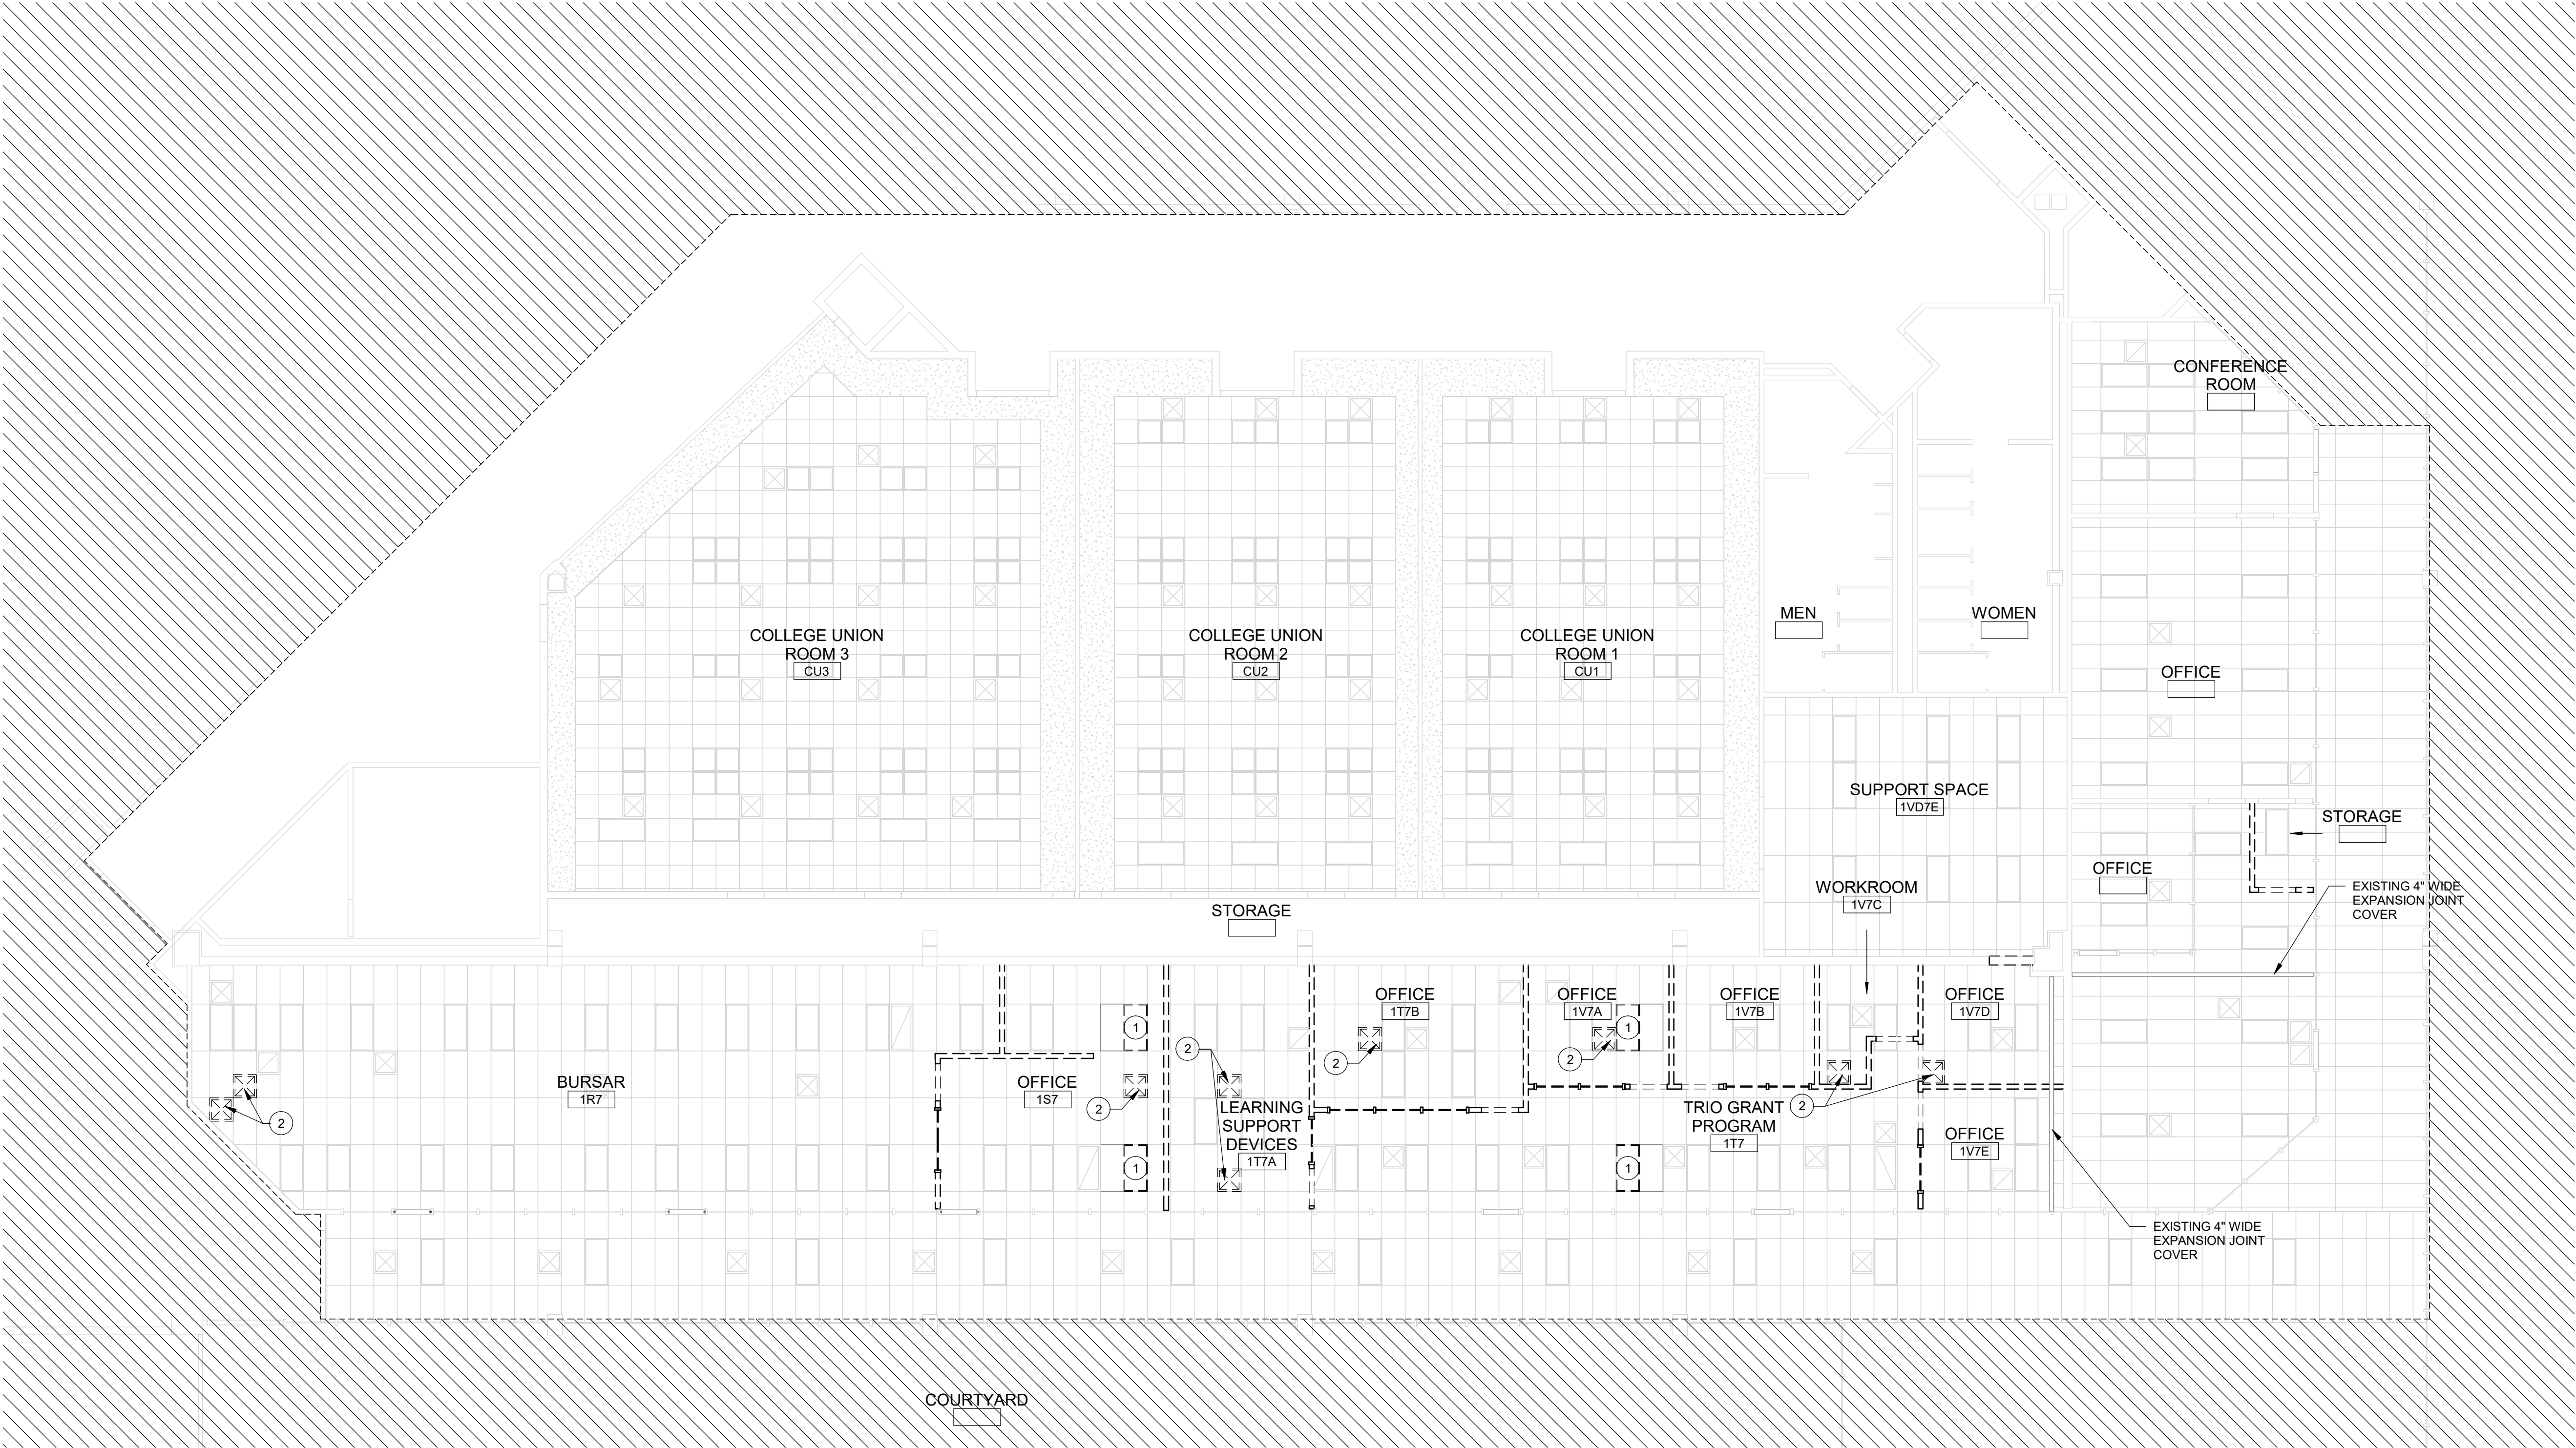 CONFERENCE
ROOM
COLLEGE UNION
ROOM 3
CU3
COLLEGE UNION
ROOM 2
CU2
COLLEGE UNION
ROOM 1
CU1
MEN
WOMEN
OFFICE
SUPPORT SPACE
1VD7E
STORAGE
OFFICE
WORKROOM
1V7C
EXISTING 4" WIDE
EXPANSION JOINT
COVER
STORAGE
OFFICE
1T7B
OFFICE
1V7A
OFFICE
1V7B
OFFICE
1V7D
1
1
2
2
2
BURSAR
1R7
OFFICE
1S7
2
2
2
LEARNING
SUPPORT
DEVICES
1T7A
TRIO GRANT
PROGRAM
1T7
OFFICE
1V7E
1
1
EXISTING 4" WIDE
EXPANSION JOINT
COVER
COURTYARD